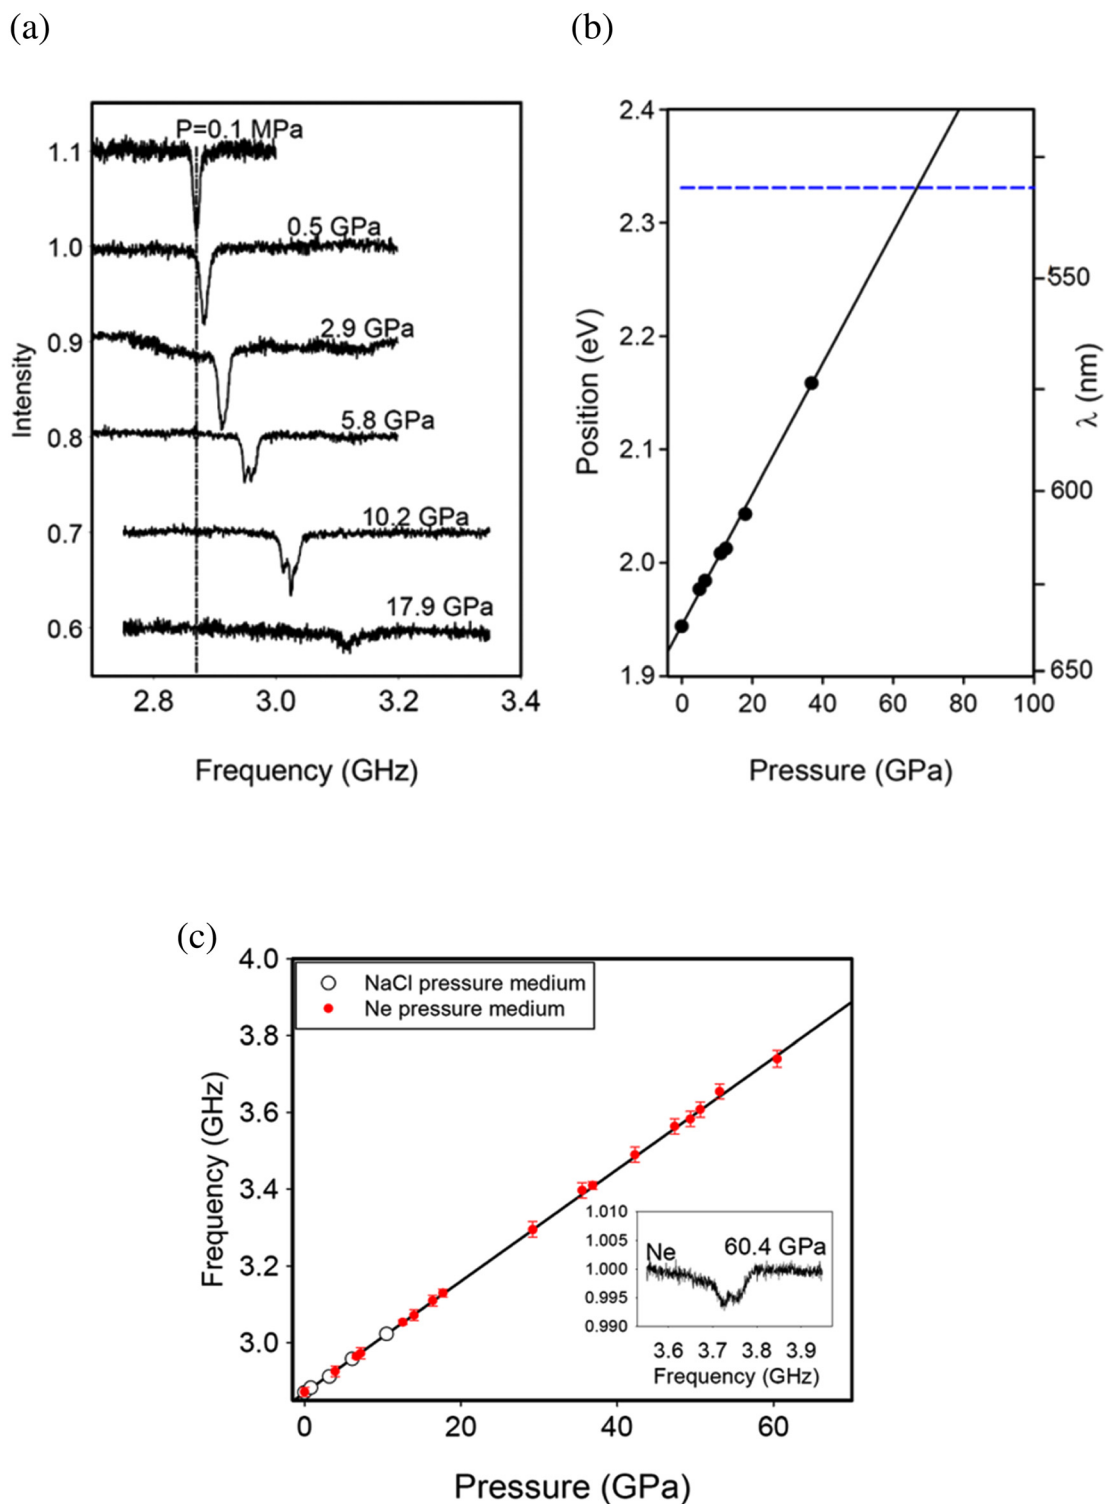 (a)
(b)
P=0.1 MPa
0.5 GPa
2.9 GPa
5.8 GPa
10.2 GPa
17.9 GPa
1.1
1.0
0.9
0.8
0.7
0.6
Intensity
2.8 3.0 3.2 3.4
Frequency (GHz)
2.4
2.3
2.2
2.1
2.0
1.9
Position (eV)
550
600
650
λ (nm)
0 20 40 60 80 100
Pressure (GPa)
(c)
4.0
3.8
3.6
3.4
3.2
3.0
Frequency (GHz)
NaCl pressure medium
Ne pressure medium
1.010
1.005
1.000
0.995
0.990
Ne 60.4 GPa
3.6 3.7 3.8 3.9
Frequency (GHz)
0 20 40 60
Pressure (GPa)